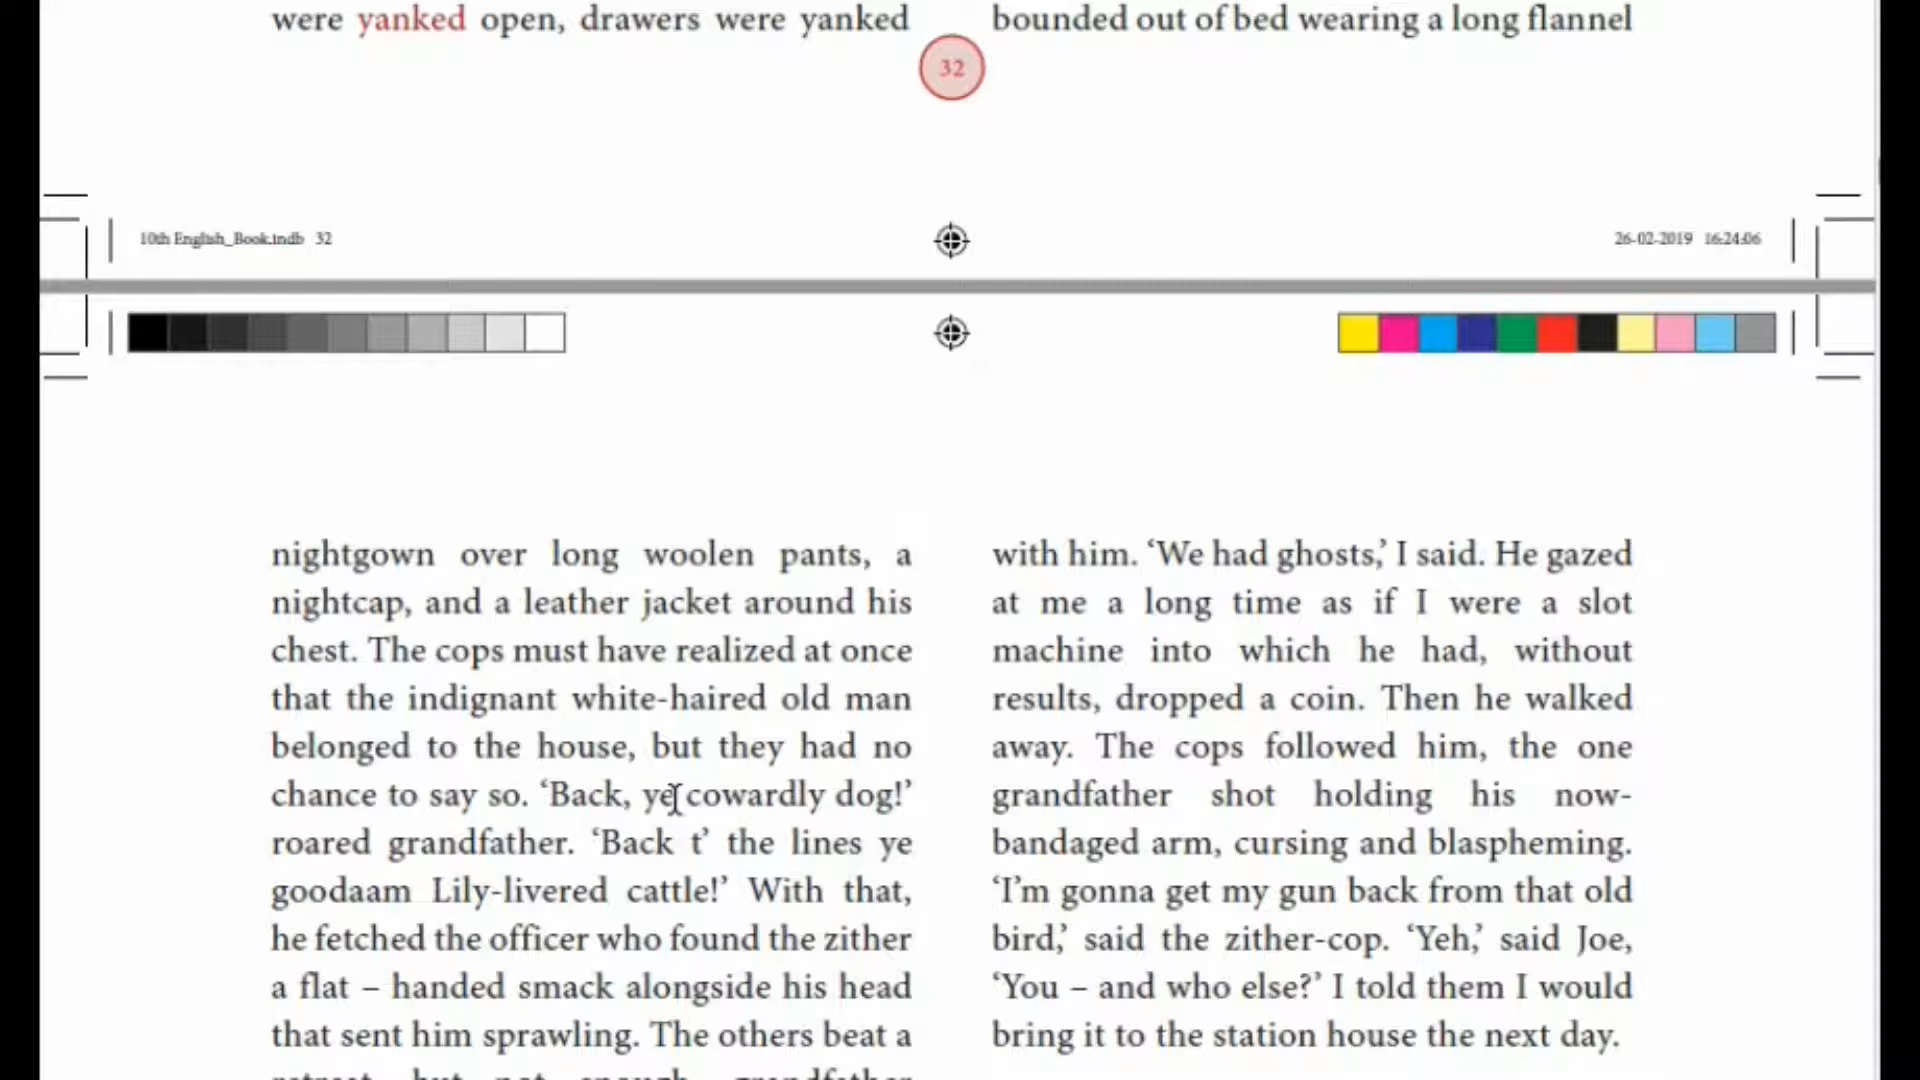 were yanked open, drawers were yanked
bounded out of bed wearing a long flannel
32
10th English_Book.indb 32
26-02-2019 16:24:06
nightgown over long woolen pants, a
nightcap, and a leather jacket around his
chest. The cops must have realized at once
that the indignant white-haired old man
belonged to the house, but they had no
chance to say so. ‘Back, ye cowardly dog!’
roared grandfather. ‘Back t’ the lines ye
goodaam Lily-livered cattle!’ With that,
he fetched the officer who found the zither
a flat – handed smack alongside his head
that sent him sprawling. The others beat a
retreat, but not enough, grandfather
with him. ‘We had ghosts,’ I said. He gazed
at me a long time as if I were a slot
machine into which he had, without
results, dropped a coin. Then he walked
away. The cops followed him, the one
grandfather shot holding his now-
bandaged arm, cursing and blaspheming.
‘I’m gonna get my gun back from that old
bird,’ said the zither-cop. ‘Yeh,’ said Joe,
‘You – and who else?’ I told them I would
bring it to the station house the next day.